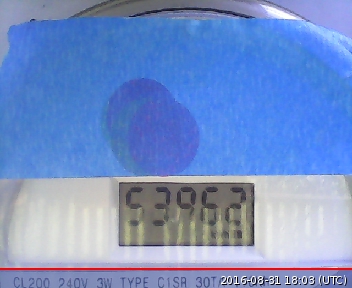 53962
CL200 240V 3W TYPE C1SR 30T
2016-08-31 18:03 (UTC)